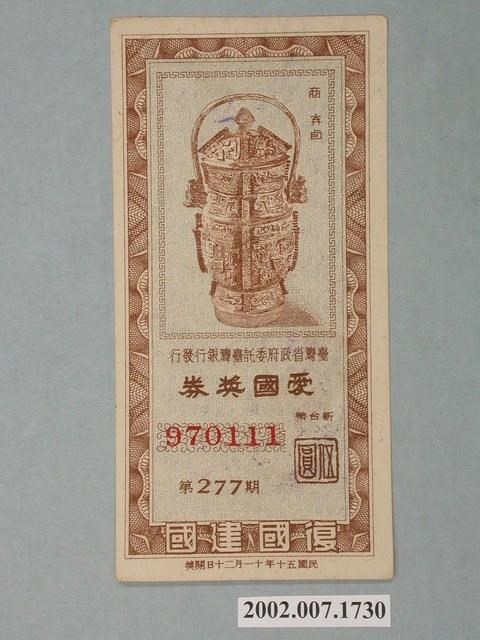 商 卣
臺灣省政府委託臺灣銀行發行
愛國獎券
新台幣
970111
伍圓
第277期
復國建國
民國五十年十一月二十日開獎
2002.007.1730